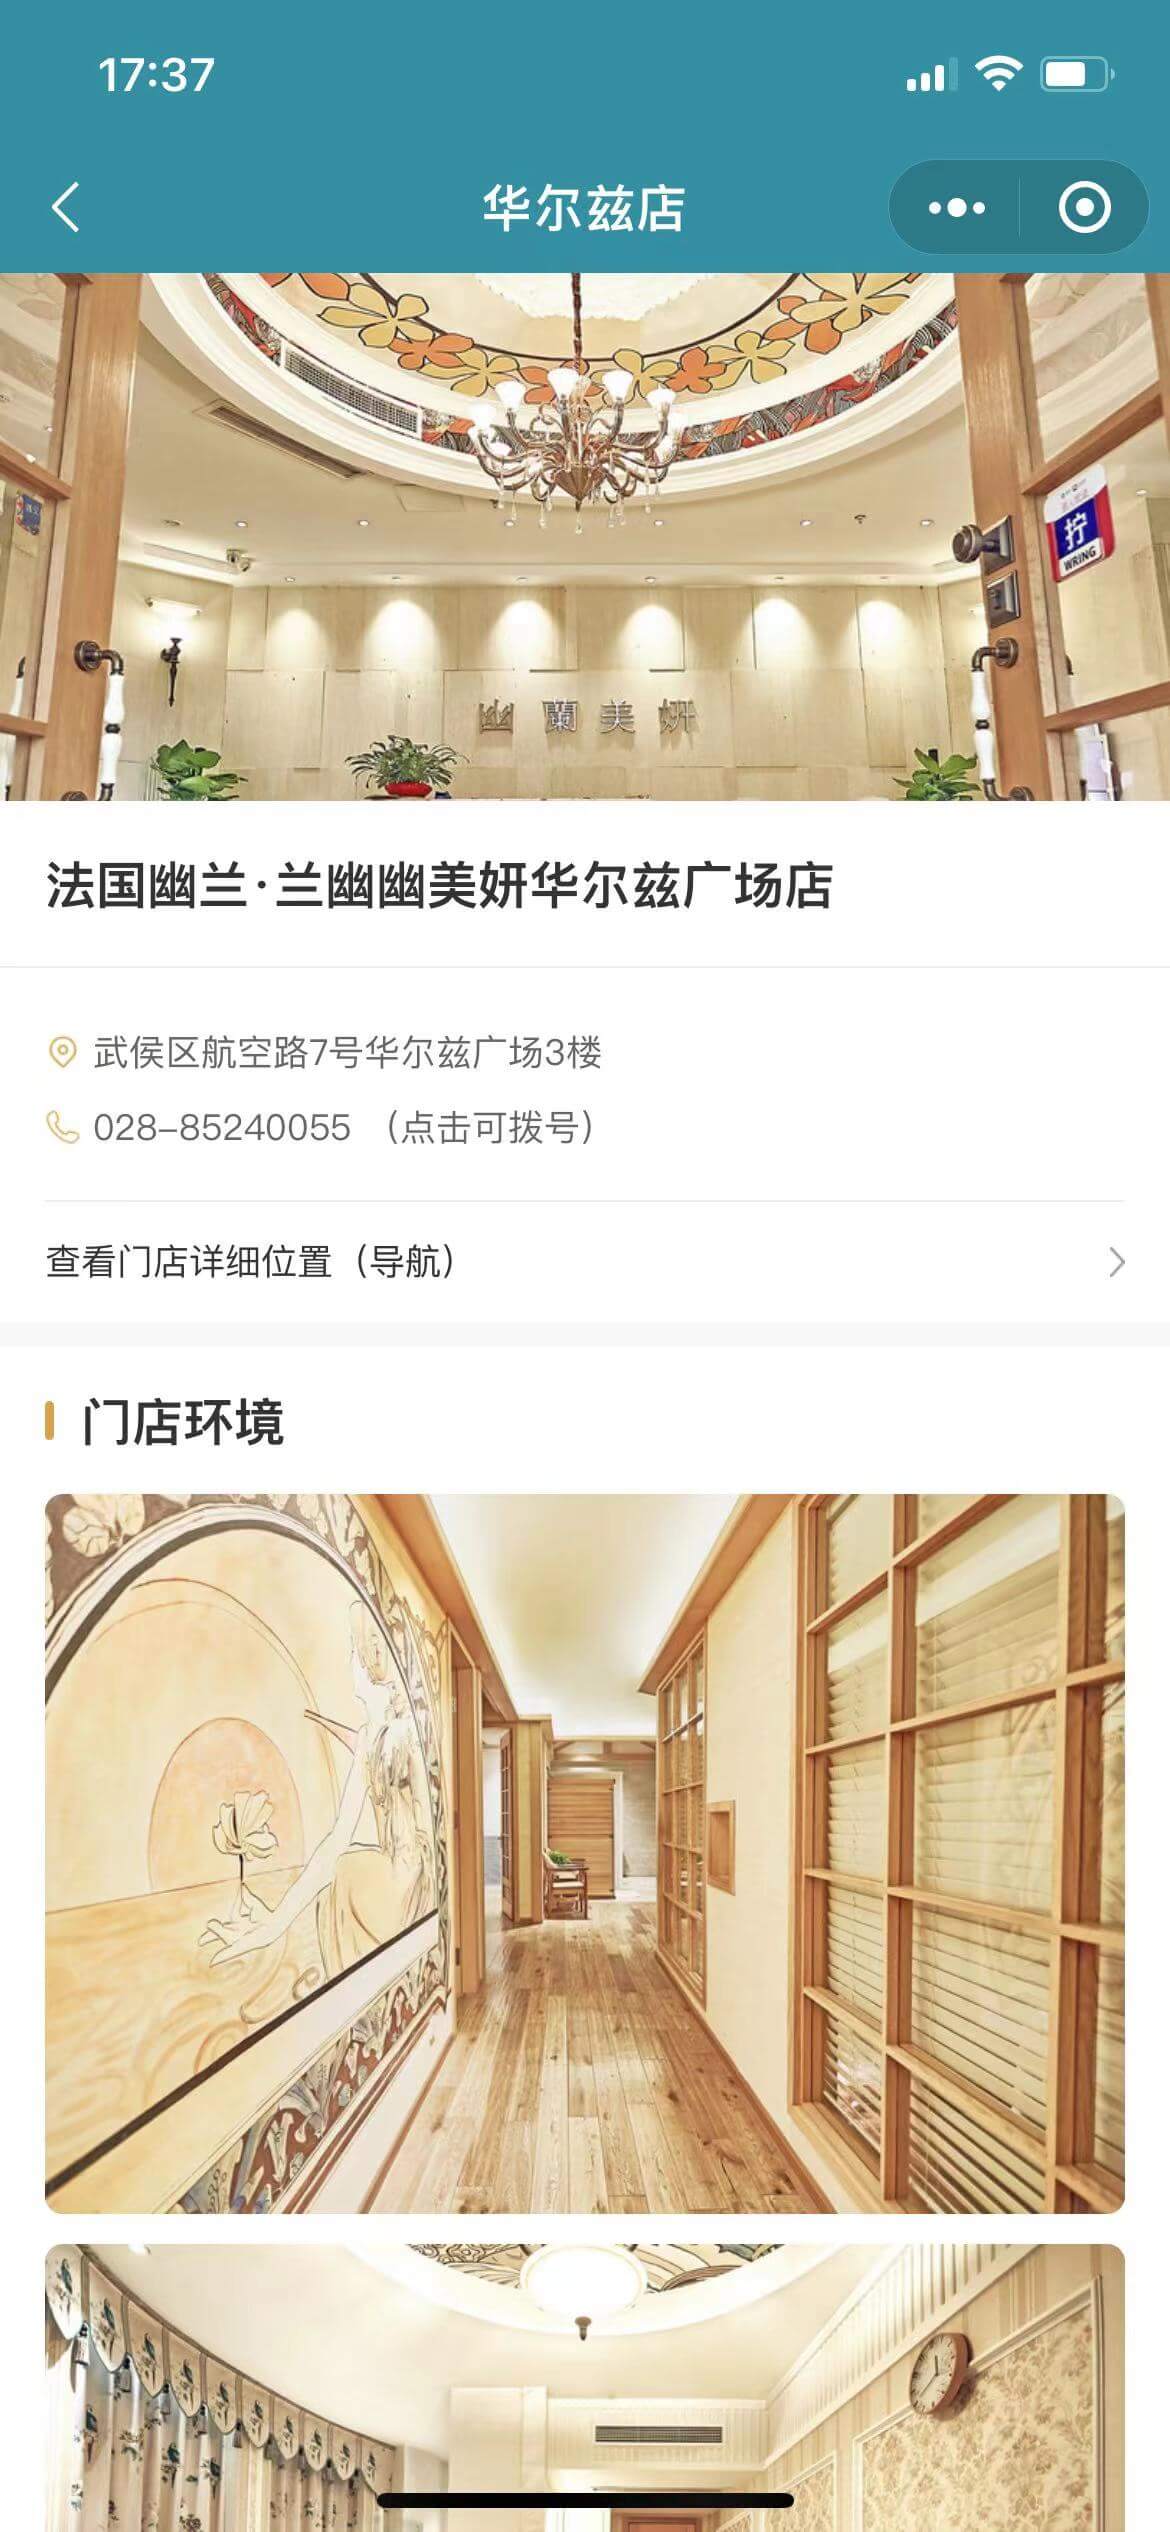 17:37
华尔兹店
拧
WRING
幽蘭美妍
法国幽兰·兰幽幽美妍华尔兹广场店
武侯区航空路7号华尔兹广场3楼
028-85240055 （点击可拨号）
查看门店详细位置（导航）
门店环境